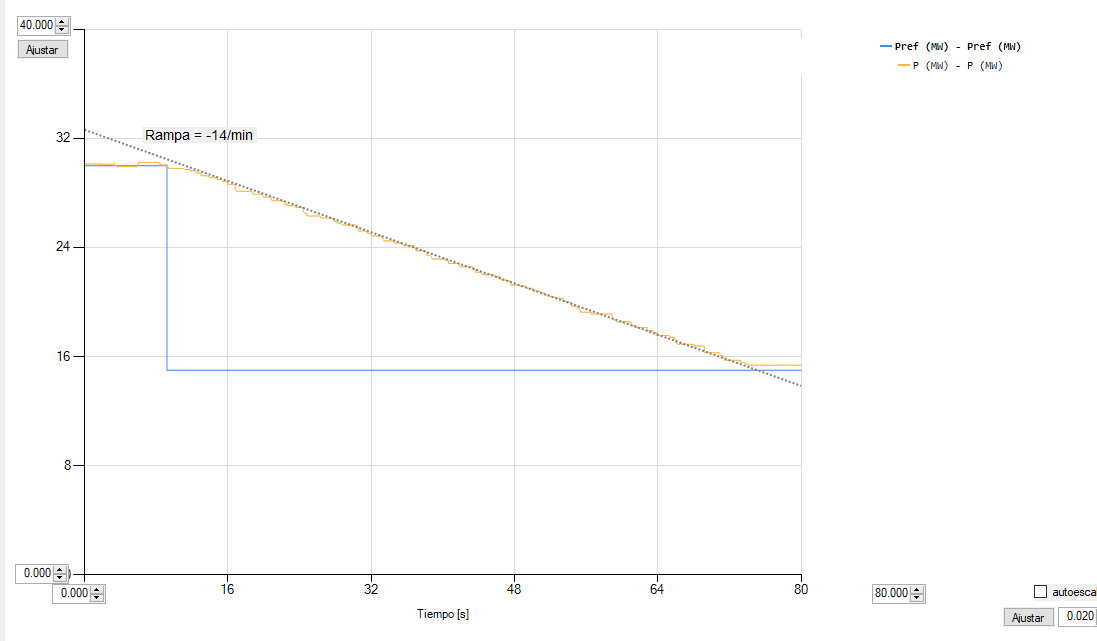 40.000
Ajustar
Pref (MW) - Pref (MW)
P (MW) - P (MW)
Rampa = -14/min
32
24
16
8
0.000
0.000
16
32
48
64
80
80.000
autoescal
Tiempo [s]
Ajustar
0.020